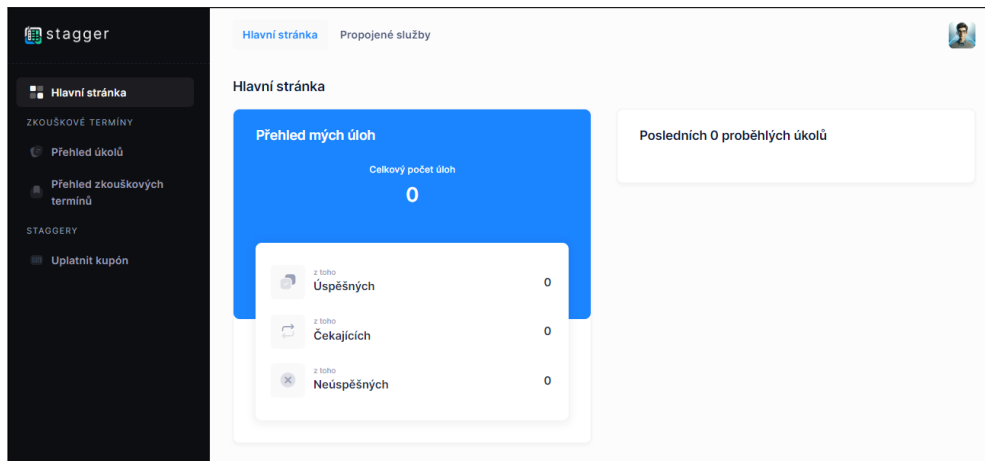 stagger
Hlavní stránka
Propojené služby
Hlavní stránka
ZKOUŠKOVÉ TERMÍNY
Přehled úkolů
Přehled zkouškových
termínů
STAGGERY
Uplatnit kupón
Hlavní stránka
Přehled mých úloh
Celkový počet úloh
0
z toho
Úspěšných
0
z toho
Čekajících
0
z toho
Neúspěšných
0
Posledních 0 proběhlých úkolů